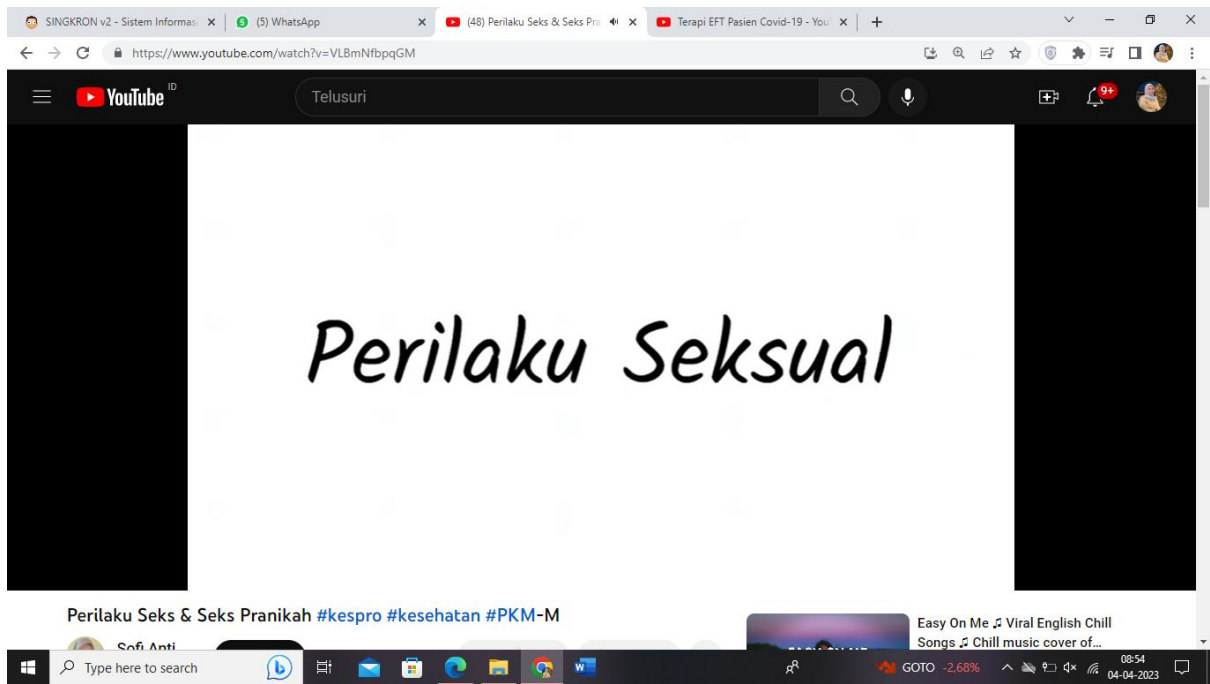 SINGKRON v2 - Sistem Informasi
(5) WhatsApp
(48) Perilaku Seks & Seks Pra
Terapi EFT Pasien Covid-19 - You
https://www.youtube.com/watch?v=VLBmNfbpqGM
YouTube ID
Telusuri
9+
Perilaku Seksual
Perilaku Seks & Seks Pranikah #kespro #kesehatan #PKM-M
Sofi Anti
Easy On Me ♫ Viral English Chill
Songs ♫ Chill music cover of...
Type here to search
GOTO -2,68%
08:54
04-04-2023